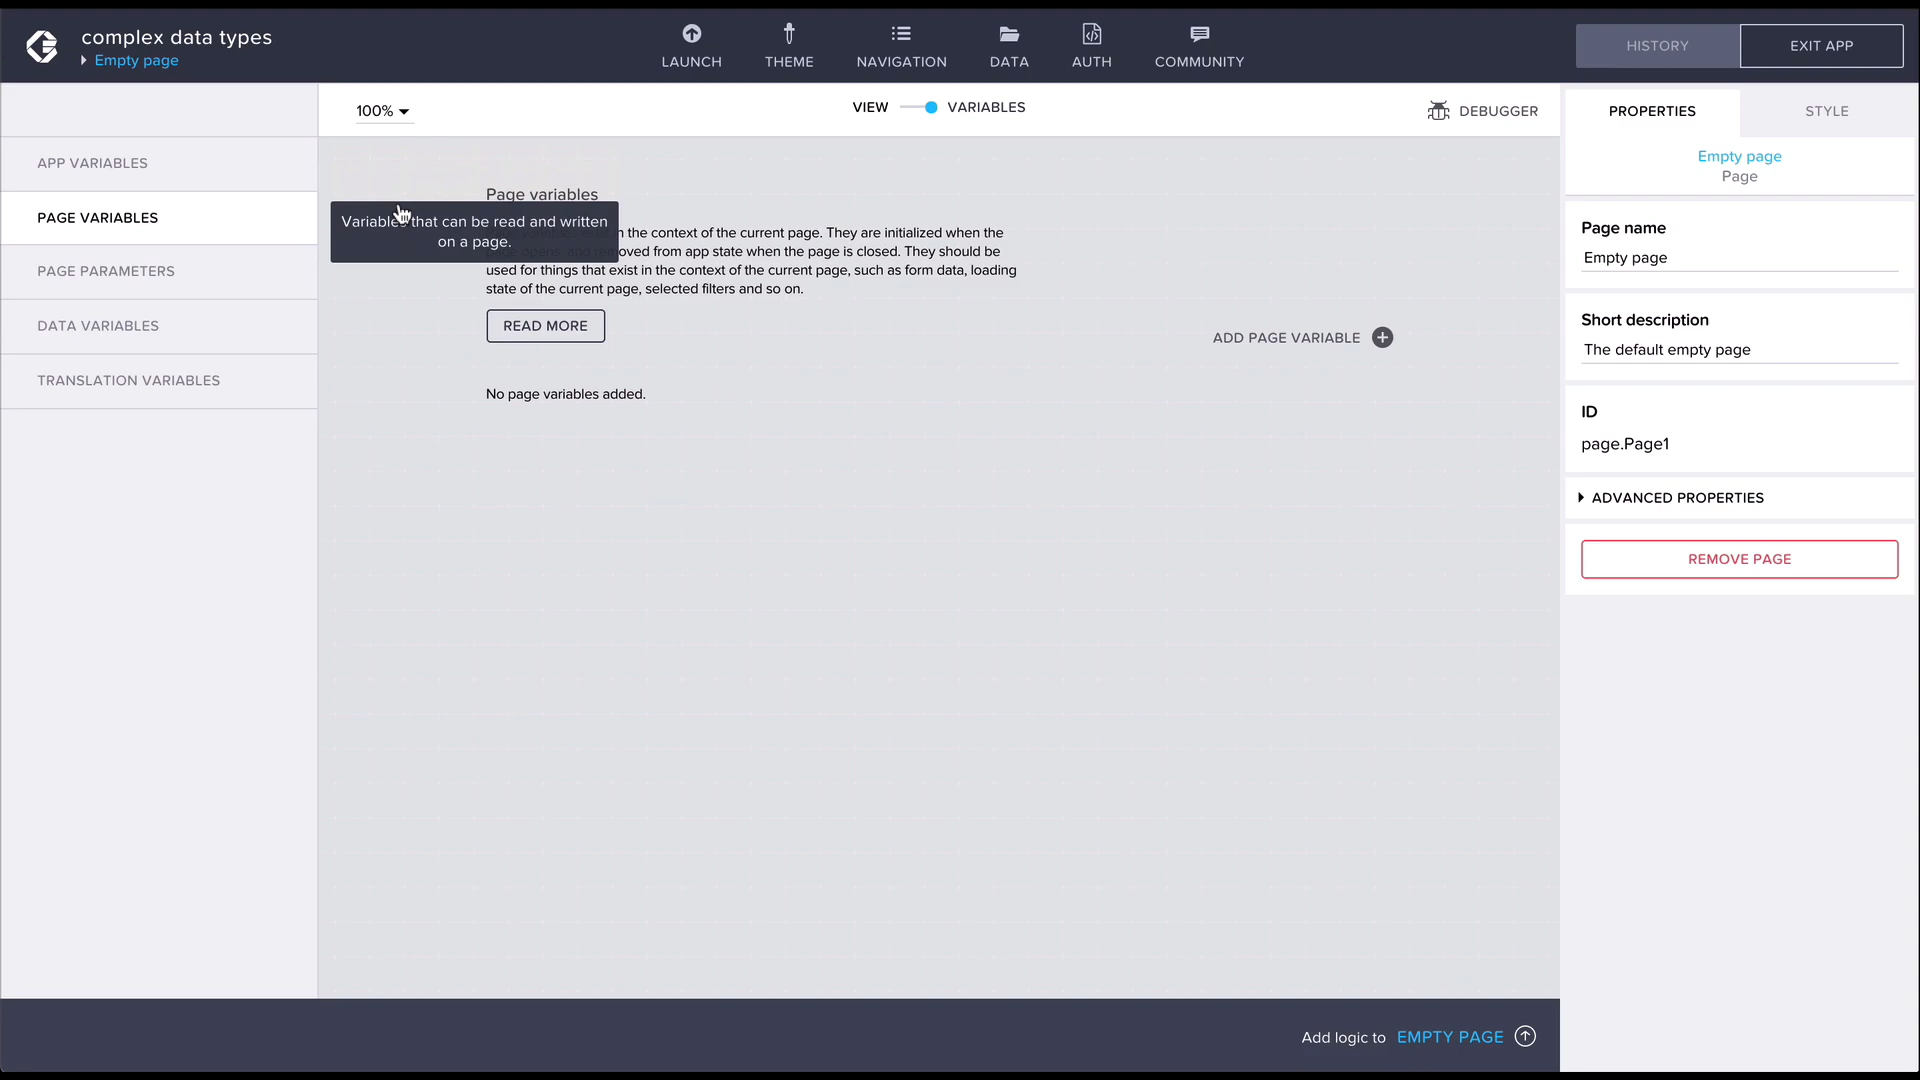 complex data types
Empty page
LAUNCH
THEME
NAVIGATION
DATA
AUTH
COMMUNITY
HISTORY
EXIT APP
100%
VIEW
VARIABLES
DEBUGGER
PROPERTIES
STYLE
APP VARIABLES
PAGE VARIABLES
PAGE PARAMETERS
DATA VARIABLES
TRANSLATION VARIABLES
Page variables
Variables that can be read and written
on a page.
in the context of the current page. They are initialized when the
from app state when the page is closed. They should be
used for things that exist in the context of the current page, such as form data, loading
state of the current page, selected filters and so on.
READ MORE
ADD PAGE VARIABLE
No page variables added.
Empty page
Page
Page name
Empty page
Short description
The default empty page
ID
page.Page1
ADVANCED PROPERTIES
REMOVE PAGE
Add logic to EMPTY PAGE